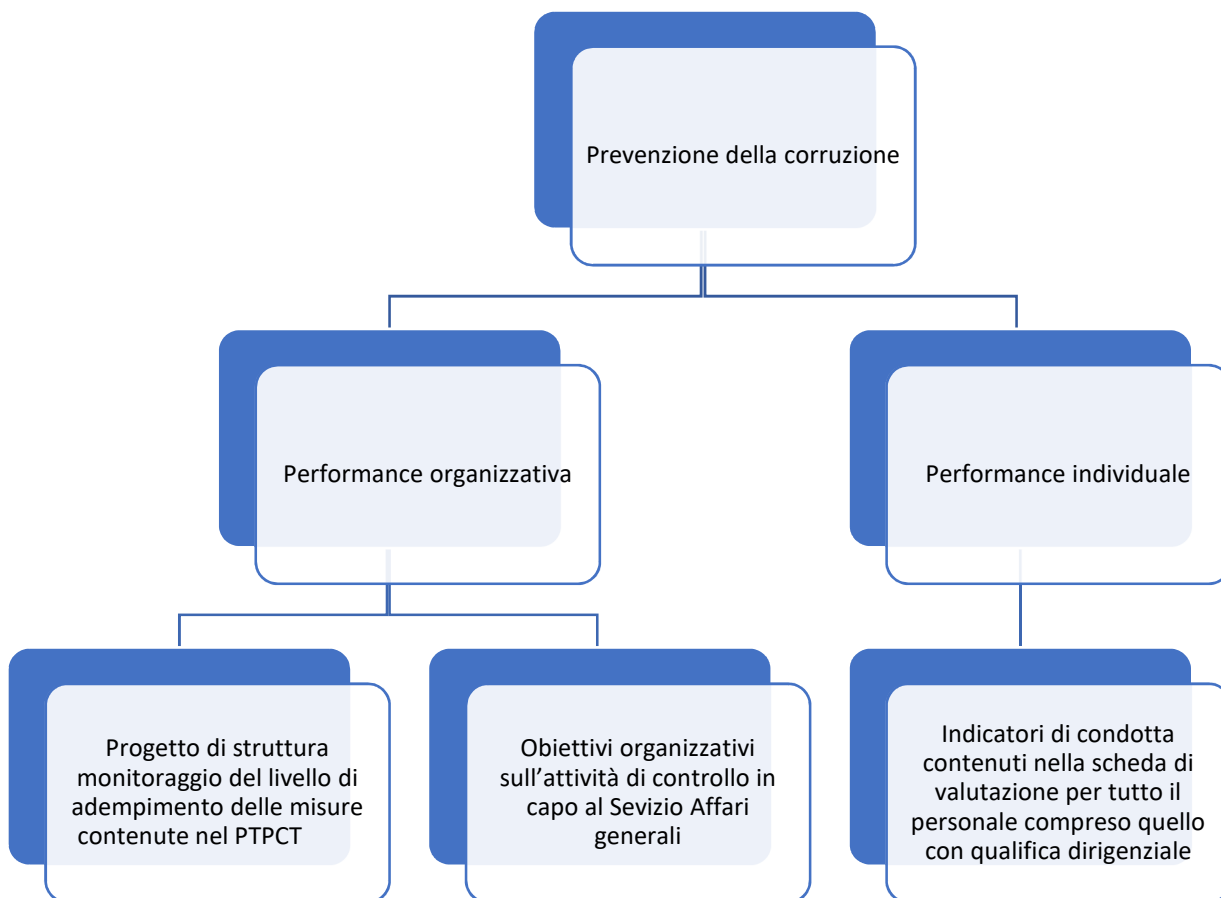 Prevenzione della corruzione
Performance organizzativa
Performance individuale
Progetto di struttura
monitoraggio del livello di
adempimento delle misure
contenute nel PTPCT
Obiettivi organizzativi
sull’attività di controllo in
capo al Sevizio Affari
generali
Indicatori di condotta
contenuti nella scheda di
valutazione per tutto il
personale compreso quello
con qualifica dirigenziale